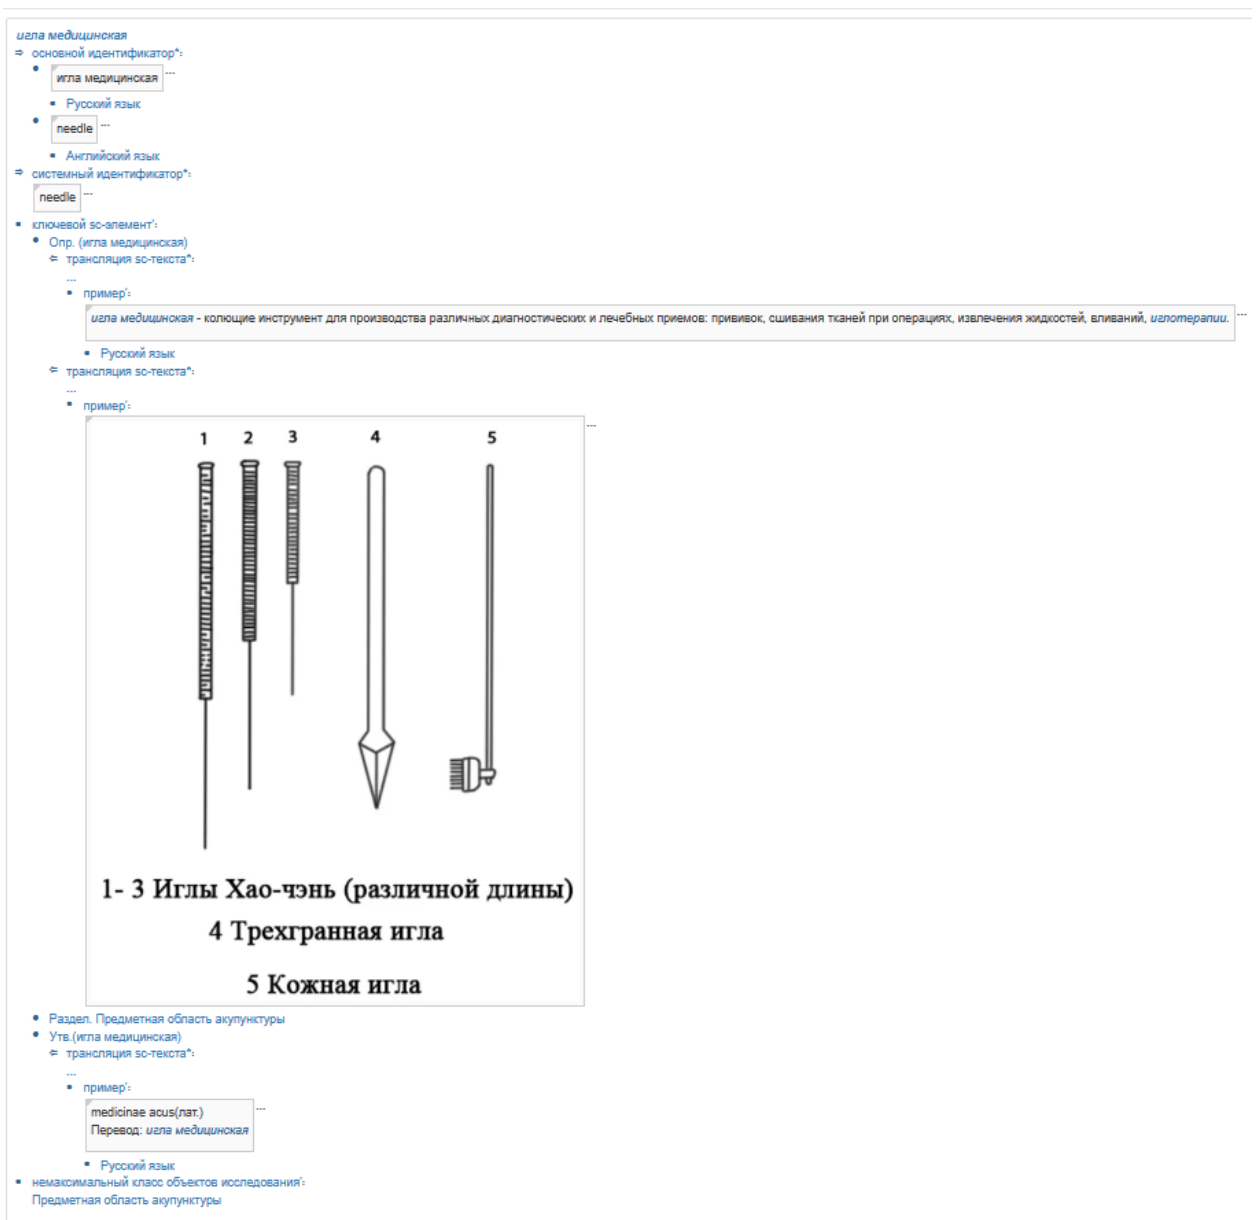 игла медицинская
⇒ основной идентификатор*:
• игла медицинская ...
▪ Русский язык
• needle ...
▪ Английский язык
⇒ системный идентификатор*:
needle ...
▪ ключевой sc-элемент':
• Опр. (игла медицинская)
⇐ трансляция sc-текста*:
...
▪ пример':
игла медицинская - колющие инструмент для производства различных диагностических и лечебных приемов: прививок, сшивания тканей при операциях, извлечения жидкостей, вливаний, иглотерапии. ...
▪ Русский язык
⇐ трансляция sc-текста*:
...
▪ пример':
...
1 2 3 4 5
1- 3 Иглы Хао-чэнь (различной длины)
4 Трехгранная игла
5 Кожная игла
• Раздел. Предметная область акупунктуры
• Утв.(игла медицинская)
⇐ трансляция sc-текста*:
...
▪ пример':
medicinae acus(лат.) ...
Перевод: игла медицинская
▪ Русский язык
▪ немаксимальный класс объектов исследования':
Предметная область акупунктуры